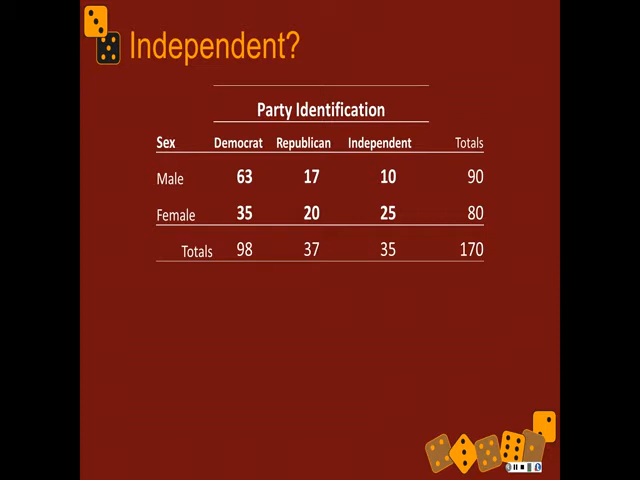 Independent?
Party Identification
Sex Democrat Republican Independent Totals
Male 63 17 10 90
Female 35 20 25 80
Totals 98 37 35 170